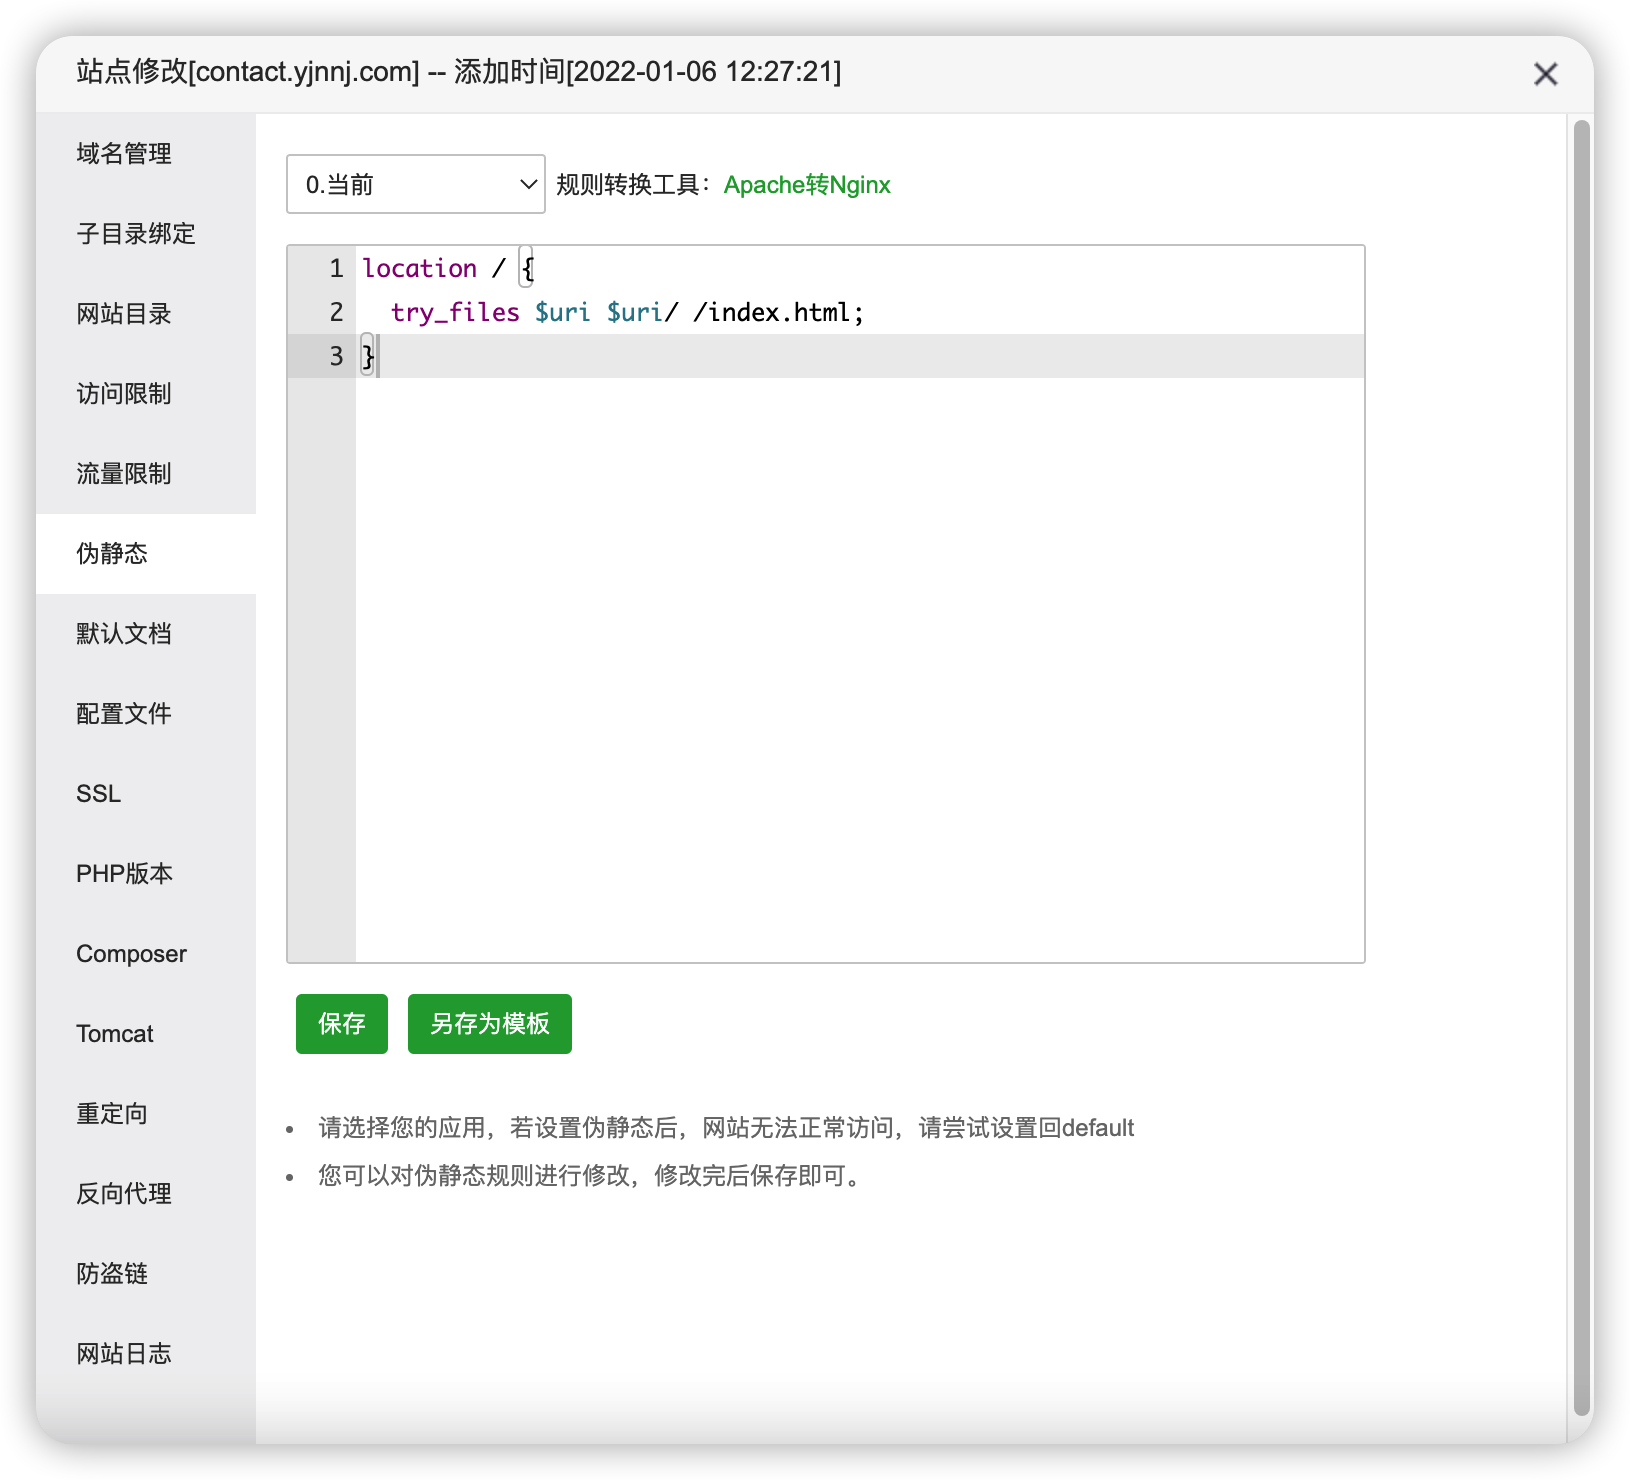 站点修改[contact.yjnnj.com] -- 添加时间[2022-01-06 12:27:21]
域名管理
子目录绑定
网站目录
访问限制
流量限制
伪静态
默认文档
配置文件
SSL
PHP版本
Composer
Tomcat
重定向
反向代理
防盗链
网站日志
0.当前 规则转换工具：Apache转Nginx
1 location / {
2 try_files $uri $uri/ /index.html;
3 }
保存 另存为模板
• 请选择您的应用，若设置伪静态后，网站无法正常访问，请尝试设置回default
• 您可以对伪静态规则进行修改，修改完后保存即可。